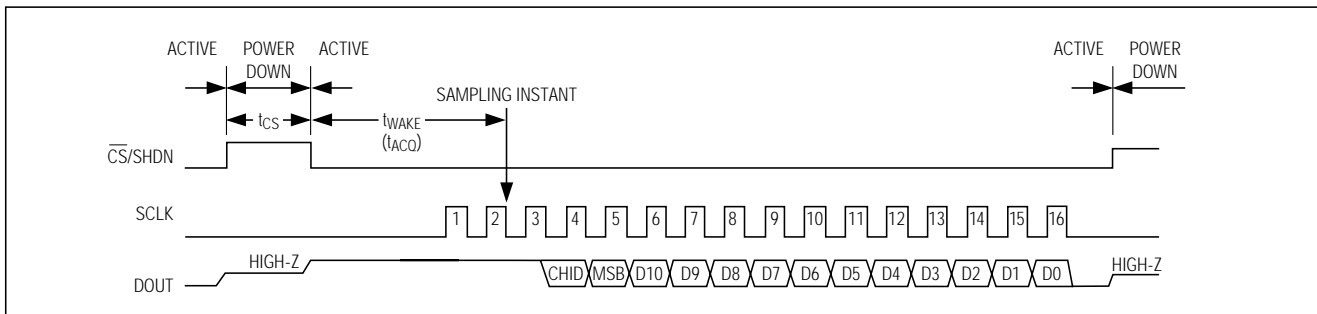 ACTIVE POWER DOWN ACTIVE ACTIVE POWER DOWN
SAMPLING INSTANT
tCS tWAKE (tACQ)
CS/SHDN
SCLK 1 2 3 4 5 6 7 8 9 10 11 12 13 14 15 16
HIGH-Z CHID MSB D10 D9 D8 D7 D6 D5 D4 D3 D2 D1 D0 HIGH-Z
DOUT